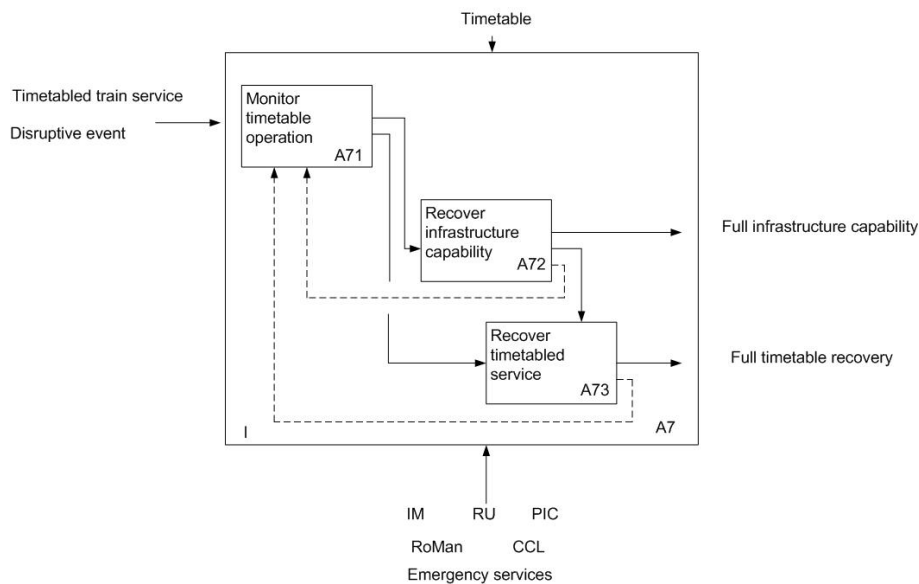 Timetable
Timetabled train service
Disruptive event
Monitor
timetable
operation
A71
Recover
infrastructure
capability
A72
Full infrastructure capability
Recover
timetabled
service
A73
Full timetable recovery
I
A7
IM RU PIC
RoMan CCL
Emergency services